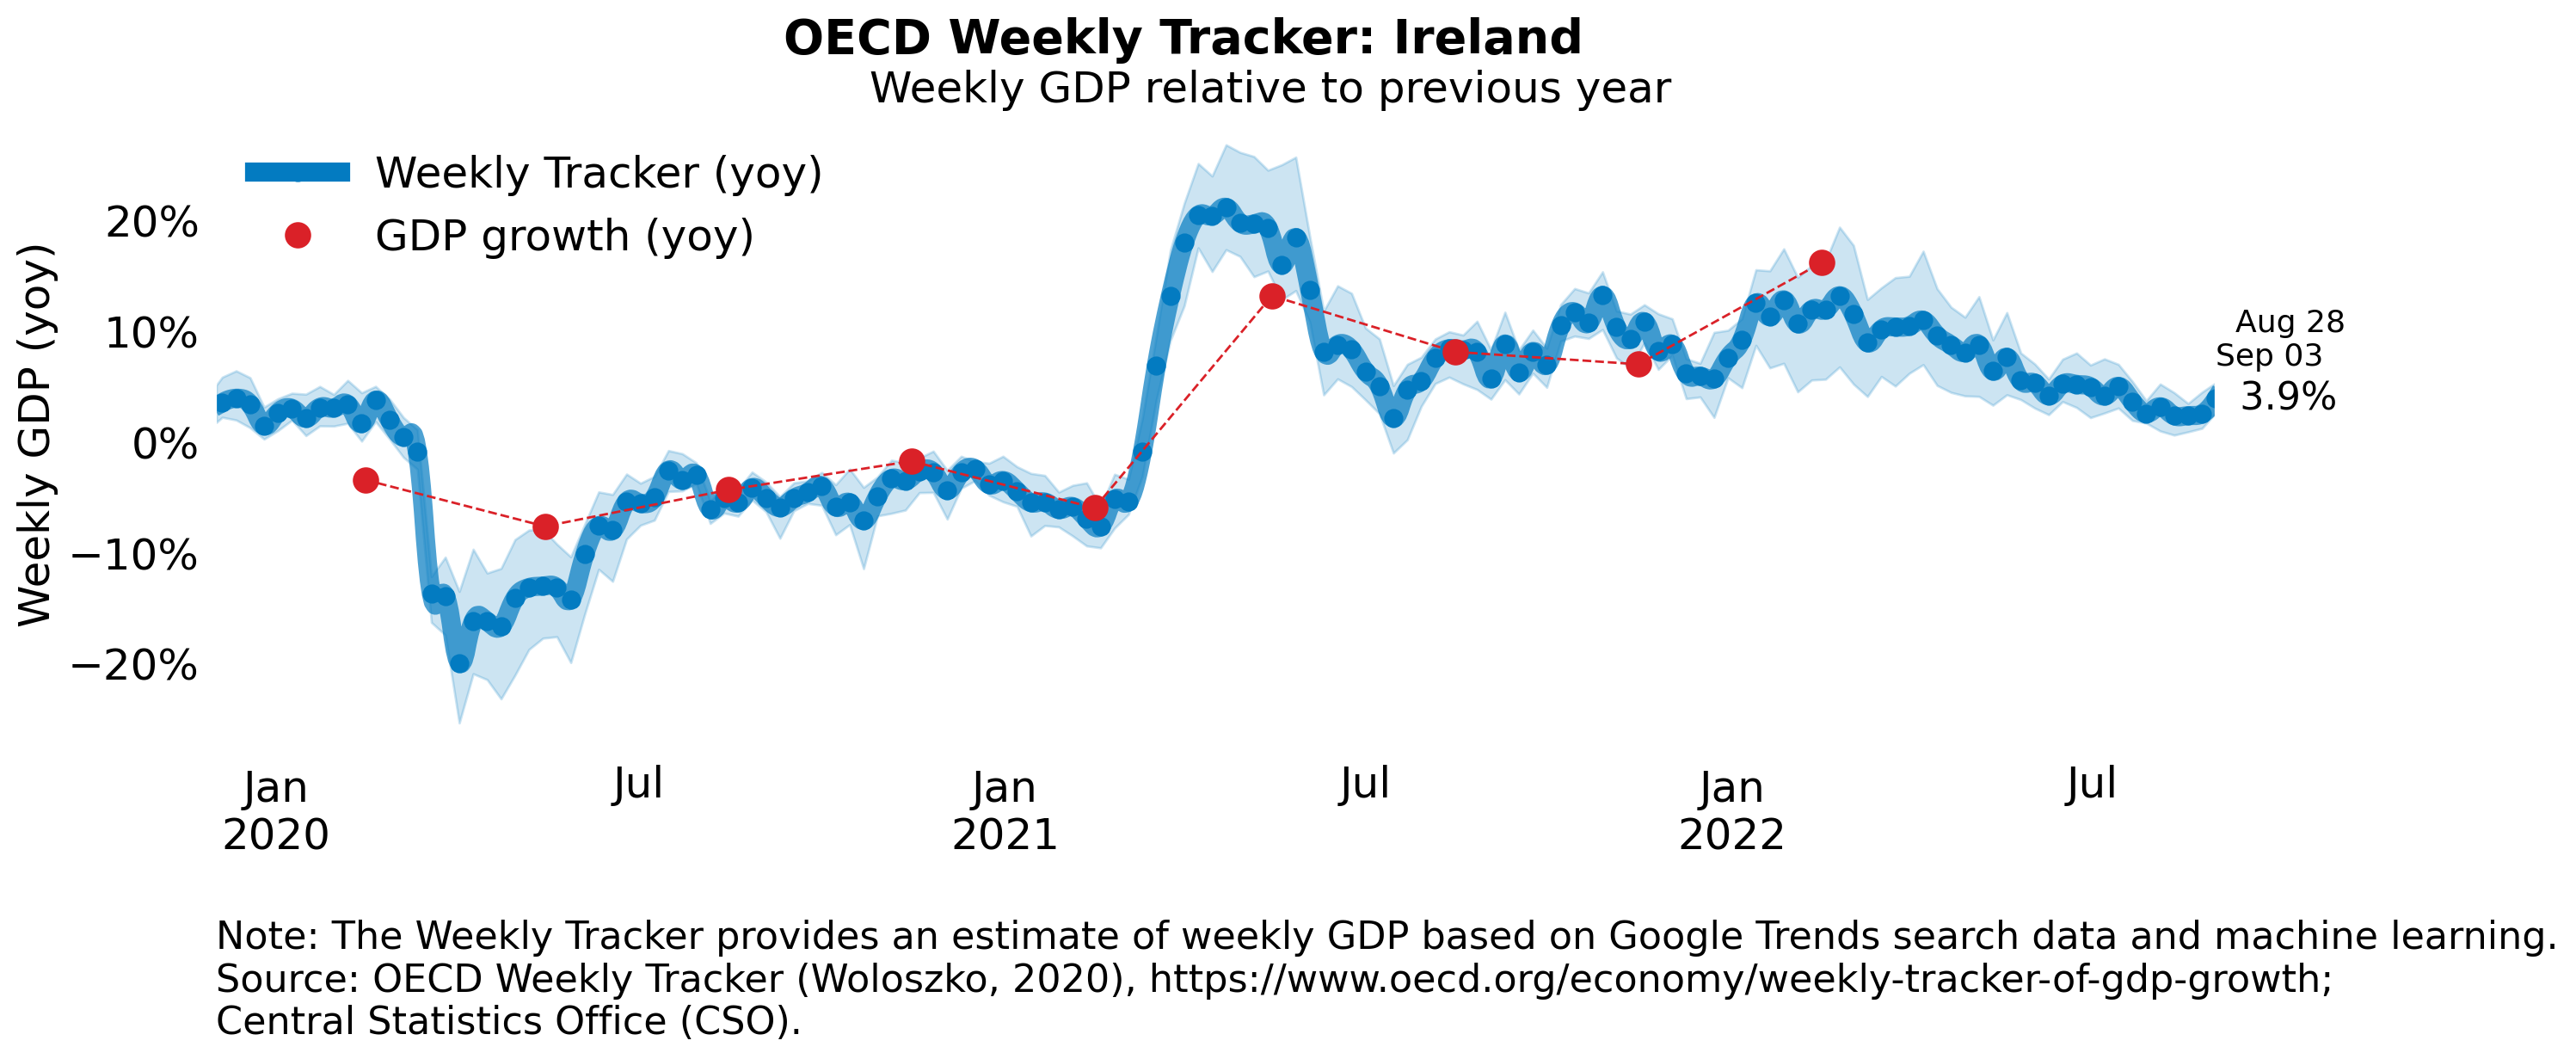 OECD Weekly Tracker: Ireland
Weekly GDP relative to previous year
Weekly Tracker (yoy)
GDP growth (yoy)
Weekly GDP (yoy)
20%
10%
0%
−10%
−20%
Aug 28
Sep 03
3.9%
Jan
2020
Jul
Jan
2021
Jul
Jan
2022
Jul
Note: The Weekly Tracker provides an estimate of weekly GDP based on Google Trends search data and machine learning.
Source: OECD Weekly Tracker (Woloszko, 2020), https://www.oecd.org/economy/weekly-tracker-of-gdp-growth;
Central Statistics Office (CSO).